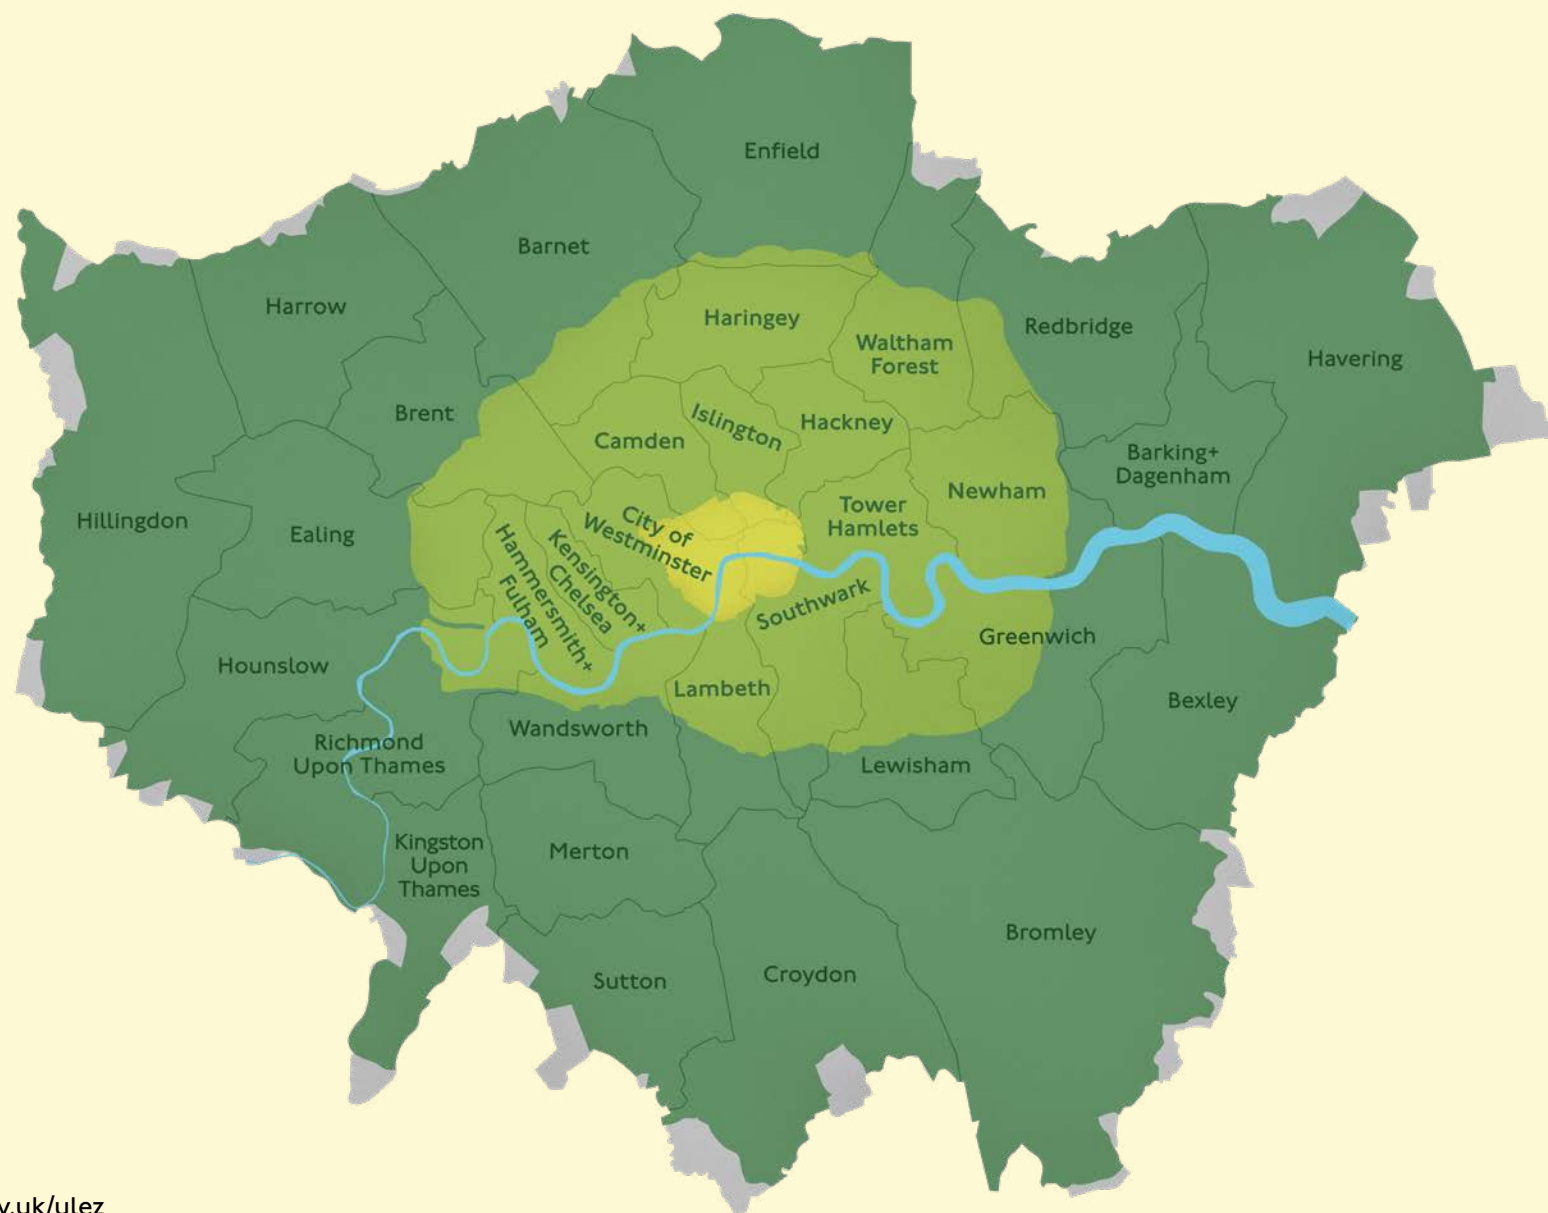 Enfield
Barnet
Harrow
Haringey
Redbridge
Waltham
Forest
Havering
Brent
Islington
Hackney
Camden
Barking+
Dagenham
Newham
Tower
Hamlets
Hillingdon
Ealing
City of
Westminster
Kensington+
Chelsea
Hammersmith+
Fulham
Southwark
Greenwich
Hounslow
Lambeth
Bexley
Wandsworth
Richmond
Upon Thames
Lewisham
Kingston
Upon
Thames
Merton
Bromley
Sutton
Croydon
v.uk/ulez